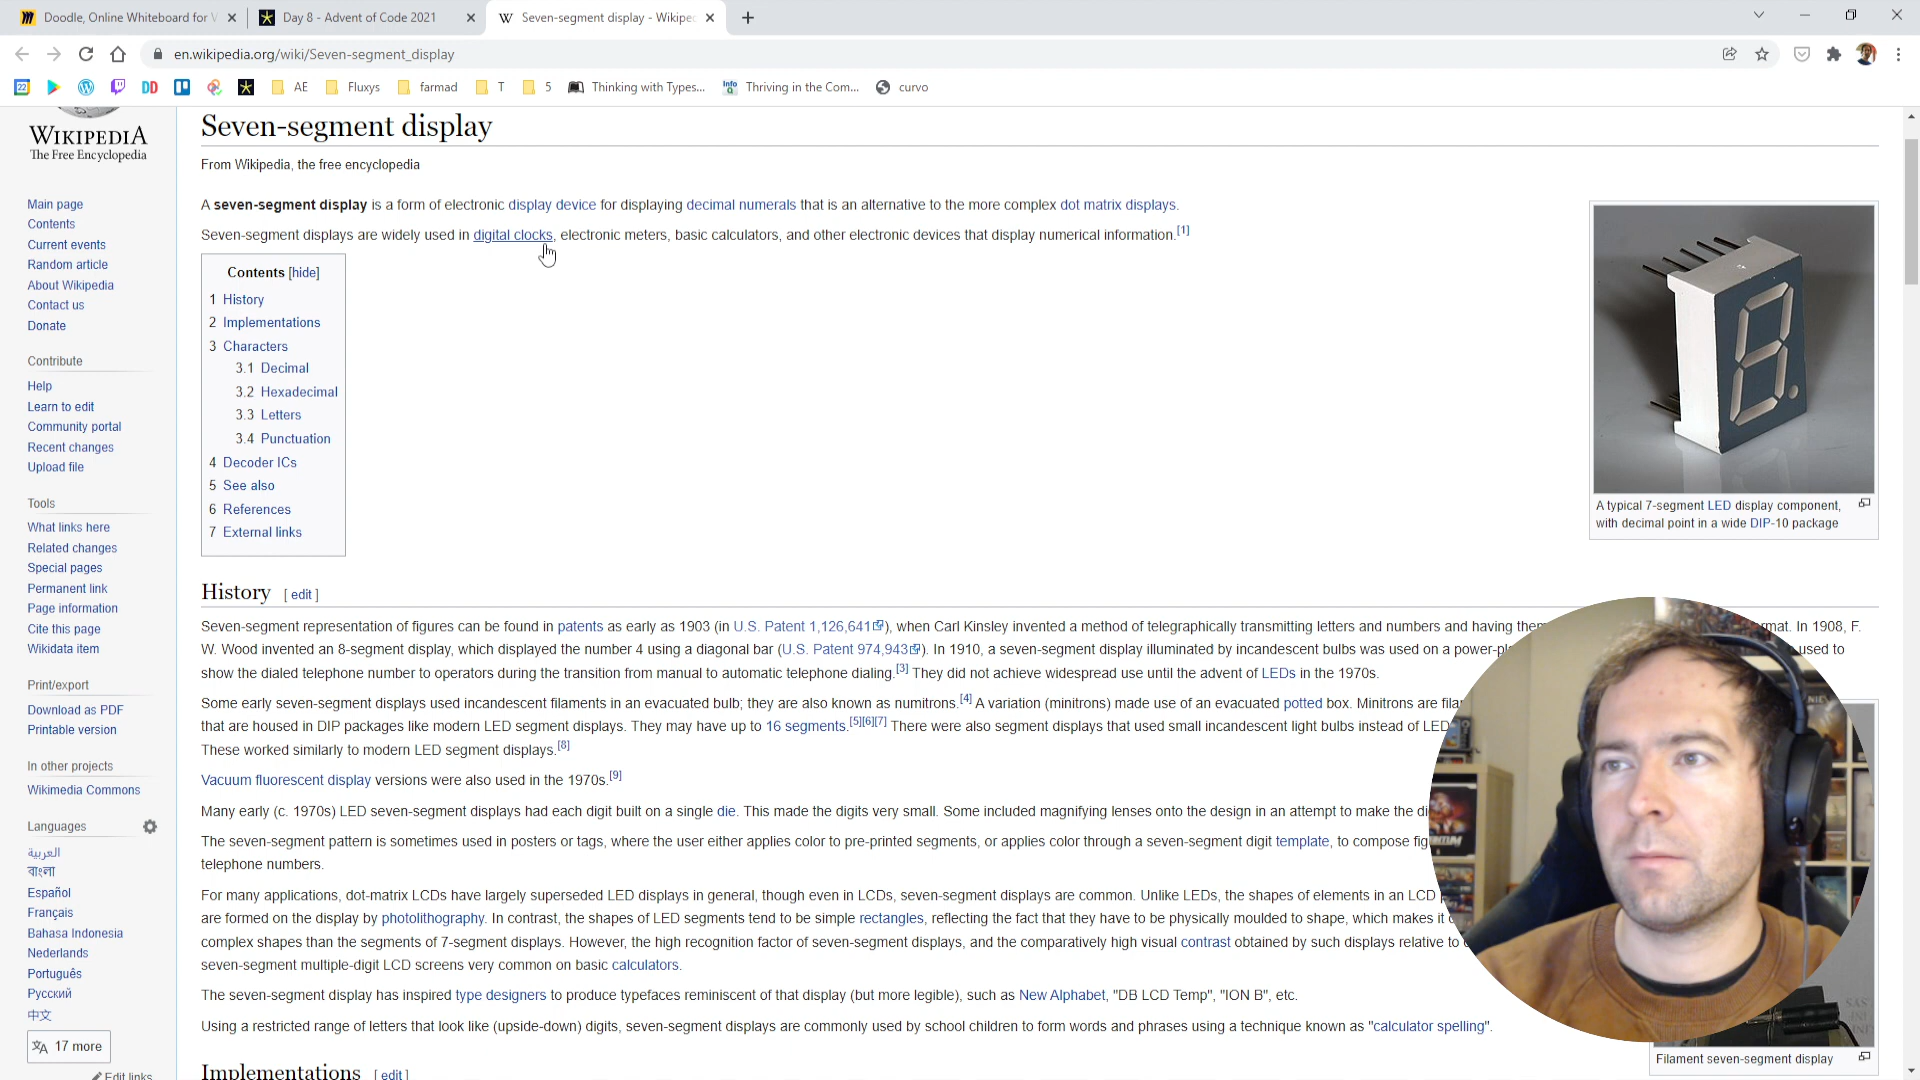 Doodle, Online Whiteboard for V
Day 8 - Advent of Code 2021
Seven-segment display - Wikipe
en.wikipedia.org/wiki/Seven-segment_display
22
DD
AE
Fluxys
farmad
T
5
Thinking with Types...
Thriving in the Com...
curvo
WIKIPEDIA
The Free Encyclopedia
Main page
Contents
Current events
Random article
About Wikipedia
Contact us
Donate
Contribute
Help
Learn to edit
Community portal
Recent changes
Upload file
Tools
What links here
Related changes
Special pages
Permanent link
Page information
Cite this page
Wikidata item
Print/export
Download as PDF
Printable version
In other projects
Wikimedia Commons
Languages
العربية
বাংলা
Español
Français
Bahasa Indonesia
Nederlands
Português
Русский
中文
17 more
Edit links
Seven-segment display
From Wikipedia, the free encyclopedia
A seven-segment display is a form of electronic display device for displaying decimal numerals that is an alternative to the more complex dot matrix displays.
Seven-segment displays are widely used in digital clocks, electronic meters, basic calculators, and other electronic devices that display numerical information.[1]
Contents [hide]
1 History
2 Implementations
3 Characters
3.1 Decimal
3.2 Hexadecimal
3.3 Letters
3.4 Punctuation
4 Decoder ICs
5 See also
6 References
7 External links
A typical 7-segment LED display component,
with decimal point in a wide DIP-10 package
History [ edit ]
Seven-segment representation of figures can be found in patents as early as 1903 (in U.S. Patent 1,126,641), when Carl Kinsley invented a method of telegraphically transmitting letters and numbers and having them rmat. In 1908, F.
W. Wood invented an 8-segment display, which displayed the number 4 using a diagonal bar (U.S. Patent 974,943). In 1910, a seven-segment display illuminated by incandescent bulbs was used on a power-pl used to
show the dialed telephone number to operators during the transition from manual to automatic telephone dialing.[3] They did not achieve widespread use until the advent of LEDs in the 1970s.
Some early seven-segment displays used incandescent filaments in an evacuated bulb; they are also known as numitrons.[4] A variation (minitrons) made use of an evacuated potted box. Minitrons are fila
that are housed in DIP packages like modern LED segment displays. They may have up to 16 segments.[5][6][7] There were also segment displays that used small incandescent light bulbs instead of LED
These worked similarly to modern LED segment displays.[8]
Vacuum fluorescent display versions were also used in the 1970s.[9]
Many early (c. 1970s) LED seven-segment displays had each digit built on a single die. This made the digits very small. Some included magnifying lenses onto the design in an attempt to make the di
The seven-segment pattern is sometimes used in posters or tags, where the user either applies color to pre-printed segments, or applies color through a seven-segment digit template, to compose fig
telephone numbers.
For many applications, dot-matrix LCDs have largely superseded LED displays in general, though even in LCDs, seven-segment displays are common. Unlike LEDs, the shapes of elements in an LCD
are formed on the display by photolithography. In contrast, the shapes of LED segments tend to be simple rectangles, reflecting the fact that they have to be physically moulded to shape, which makes it
complex shapes than the segments of 7-segment displays. However, the high recognition factor of seven-segment displays, and the comparatively high visual contrast obtained by such displays relative to
seven-segment multiple-digit LCD screens very common on basic calculators.
The seven-segment display has inspired type designers to produce typefaces reminiscent of that display (but more legible), such as New Alphabet, "DB LCD Temp", "ION B", etc.
Using a restricted range of letters that look like (upside-down) digits, seven-segment displays are commonly used by school children to form words and phrases using a technique known as "calculator spelling".
Filament seven-segment display
Implementations [ edit ]